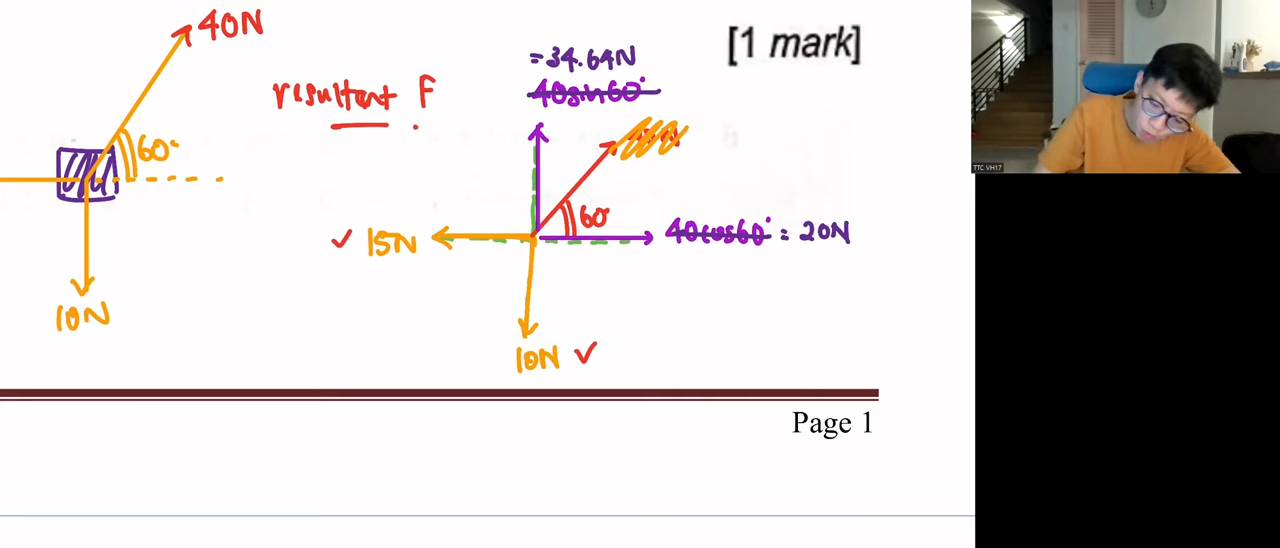 40N
60°
10N
resultant F
= 34.64N
40sin60°
[1 mark]
60°
15N
40cos60° = 20N
10N
Page 1
TTC VH17